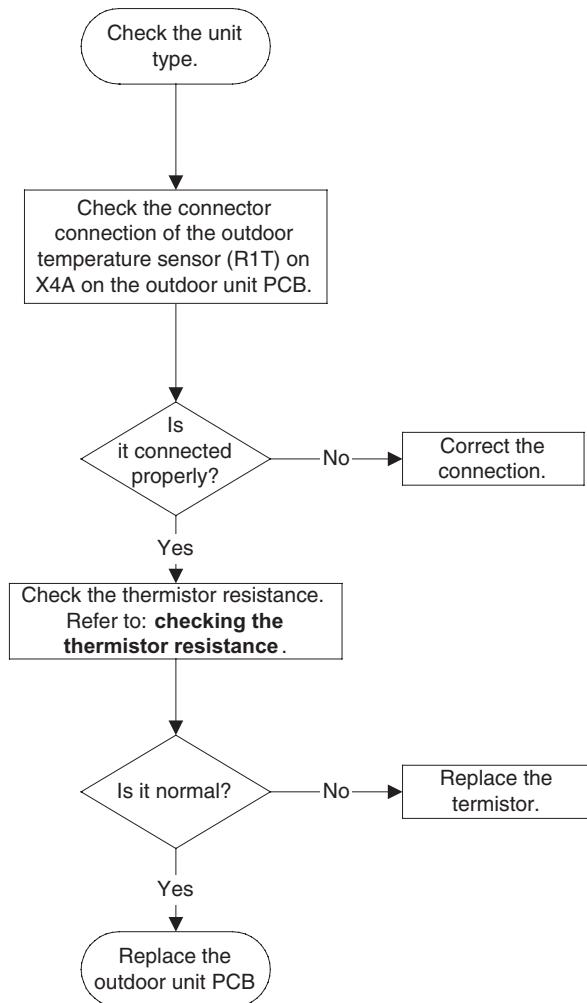 Check the unit
type.
Check the connector
connection of the outdoor
temperature sensor (R1T) on
X4A on the outdoor unit PCB.
Is
it connected
properly?
No
Correct the
connection.
Yes
Check the thermistor resistance.
Refer to: checking the
thermistor resistance.
Is it normal?
No
Replace the
termistor.
Yes
Replace the
outdoor unit PCB